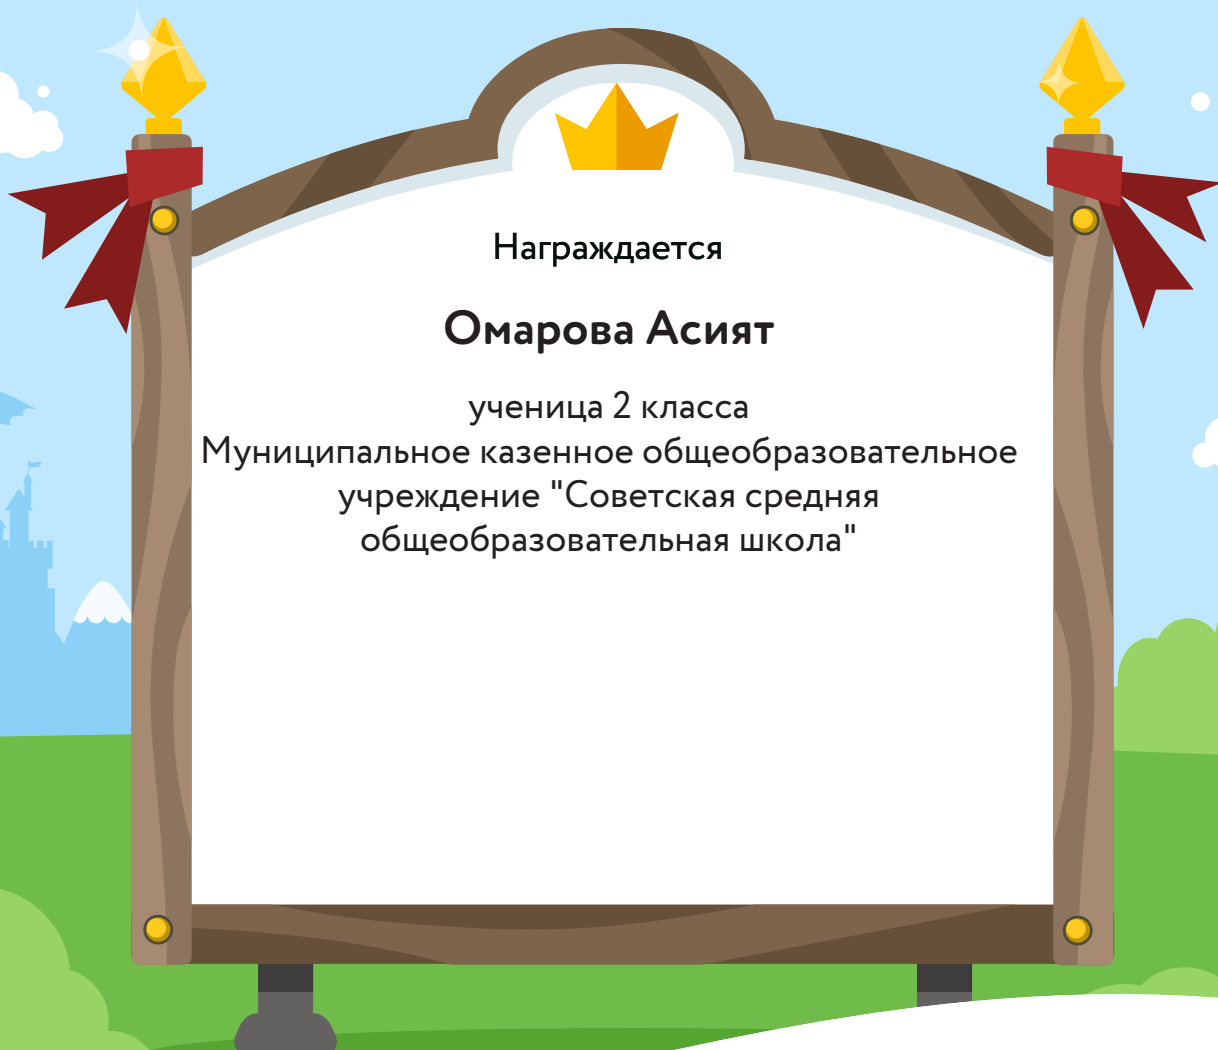 Награждается
Омарова Асият
ученица 2 класса
Муниципальное казенное общеобразовательное
учреждение "Советская средняя
общеобразовательная школа"